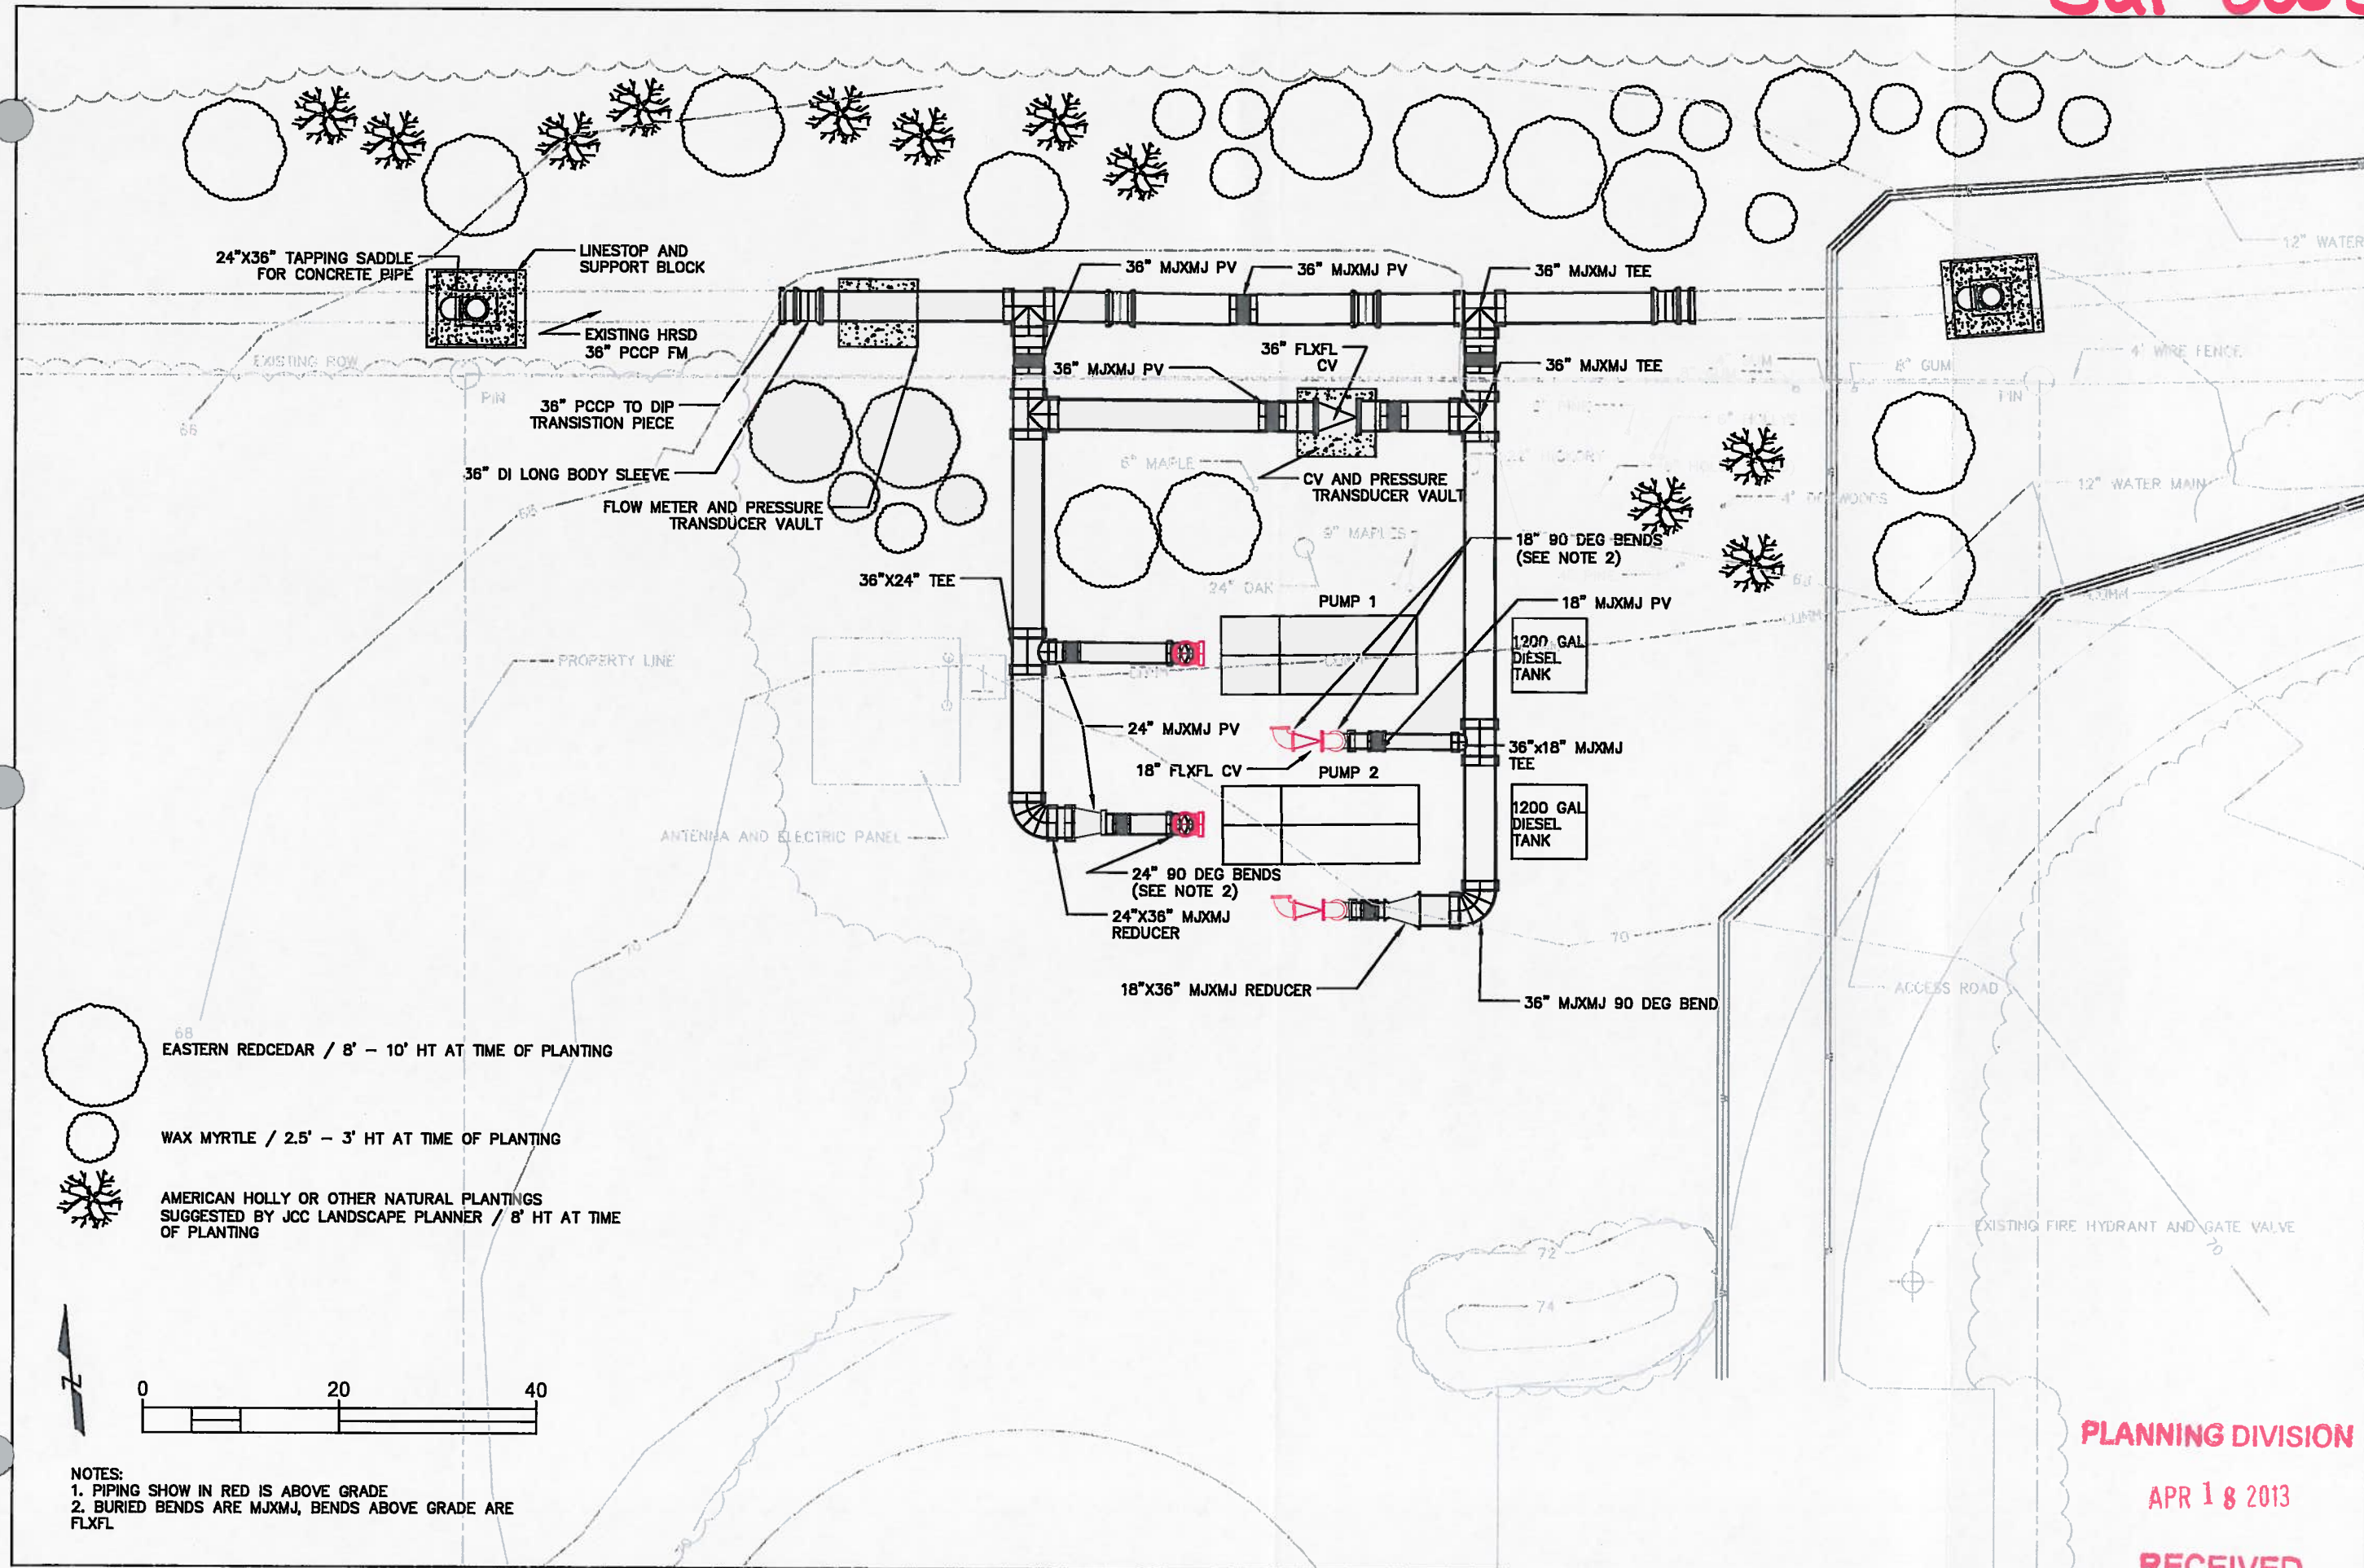 24"X36" TAPPING SADDLE
FOR CONCRETE PIPE
LINESTOP AND
SUPPORT BLOCK
EXISTING HRSD
36" PCCP FM
EXISTING ROW
PIN
66
36" PCCP TO DIP
TRANSISTION PIECE
36" DI LONG BODY SLEEVE
FLOW METER AND PRESSURE
TRANSDUCER VAULT
36" MJXMJ PV
36" MJXMJ PV
36" MJXMJ TEE
36" FLXFL
CV
36" MJXMJ PV
36" MJXMJ TEE
12" WATER
4' WIRE FENCE
8" GUM
PIN
6" MAPLE
CV AND PRESSURE
TRANSDUCER VAULT
12" WATER MAIN
9" MAPLES
18" 90 DEG BENDS
(SEE NOTE 2)
24" OAK
36"X24" TEE
PUMP 1
18" MJXMJ PV
1200 GAL
DIESEL
TANK
PROPERTY LINE
24" MJXMJ PV
18" FLXFL CV
36"x18" MJXMJ
TEE
PUMP 2
1200 GAL
DIESEL
TANK
ANTENNA AND ELECTRIC PANEL
24" 90 DEG BENDS
(SEE NOTE 2)
24"X36" MJXMJ
REDUCER
70
70
18"X36" MJXMJ REDUCER
36" MJXMJ 90 DEG BEND
ACCESS ROAD
68
EASTERN REDCEDAR / 8' - 10' HT AT TIME OF PLANTING
WAX MYRTLE / 2.5' - 3' HT AT TIME OF PLANTING
AMERICAN HOLLY OR OTHER NATURAL PLANTINGS
SUGGESTED BY JCC LANDSCAPE PLANNER / 8' HT AT TIME
OF PLANTING
EXISTING FIRE HYDRANT AND GATE VALVE
72
74
70
N
0 20 40
NOTES:
1. PIPING SHOW IN RED IS ABOVE GRADE
2. BURIED BENDS ARE MJXMJ, BENDS ABOVE GRADE ARE
FLXFL
PLANNING DIVISION
APR 18 2013
RECEIVED